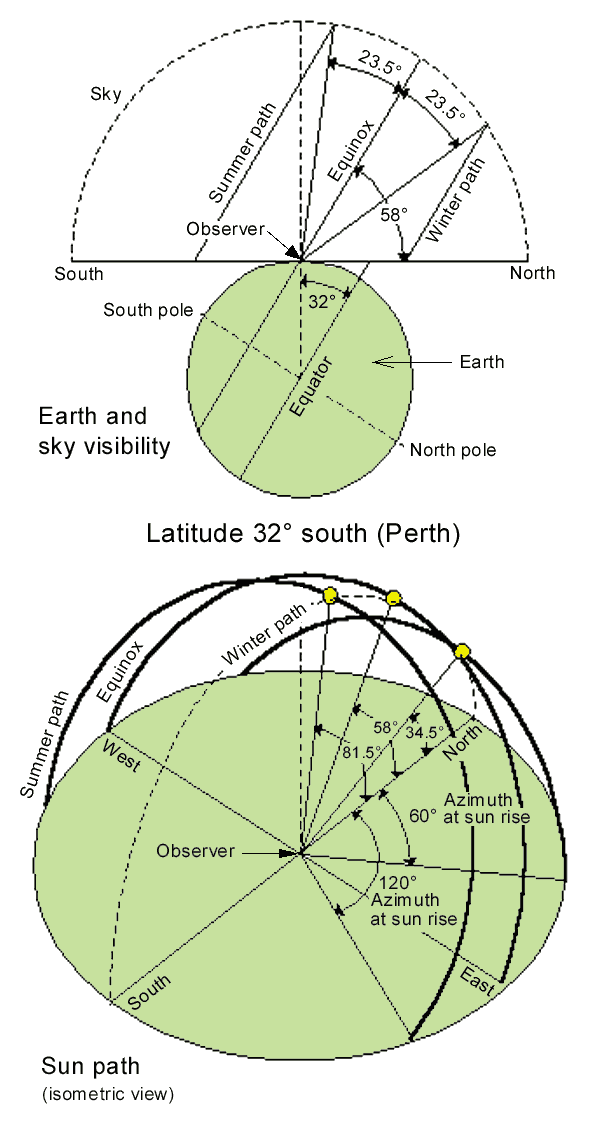 23.5°
Sky
23.5°
Summer path
Equinox
58°
Winter path
Observer
South
North
32°
South pole
Equator
Earth
Earth and
sky visibility
North pole
Latitude 32° south (Perth)
Winter path
Equinox
Summer path
West
58°
34.5°
North
81.5°
60°
Azimuth
at sun rise
Observer
120°
Azimuth
at sun rise
South
East
Sun path
(isometric view)